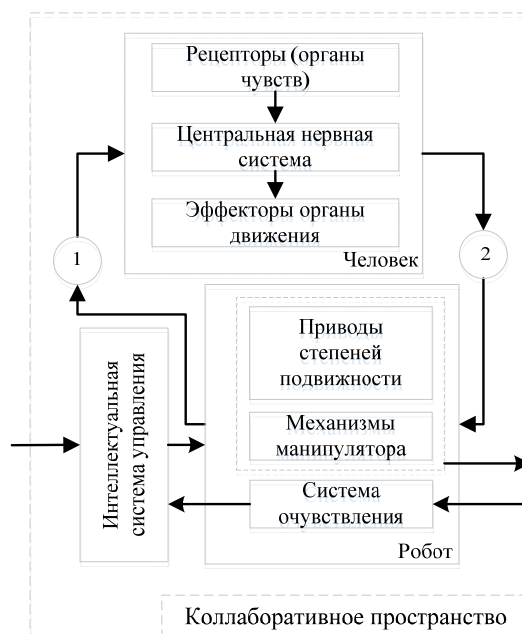 Рецепторы (органы
чувств)
Центральная нервная
система
Эффекторы органы
движения
Человек
1
2
Приводы
степеней
подвижности
Механизмы
манипулятора
Система
очувствления
Робот
Интеллектуальная
система управления
Коллаборативное пространство